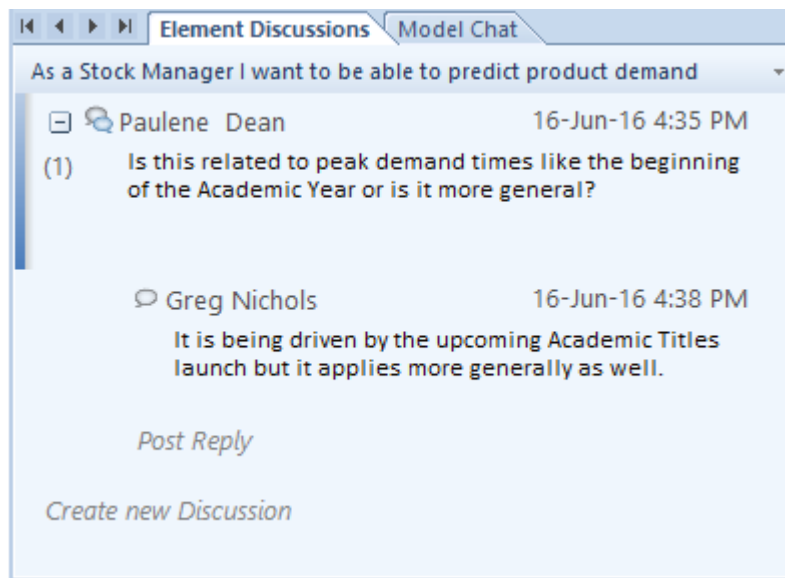 Element Discussions Model Chat
As a Stock Manager I want to be able to predict product demand
Paulene Dean 16-Jun-16 4:35 PM
(1) Is this related to peak demand times like the beginning
of the Academic Year or is it more general?
Greg Nichols 16-Jun-16 4:38 PM
It is being driven by the upcoming Academic Titles
launch but it applies more generally as well.
Post Reply
Create new Discussion